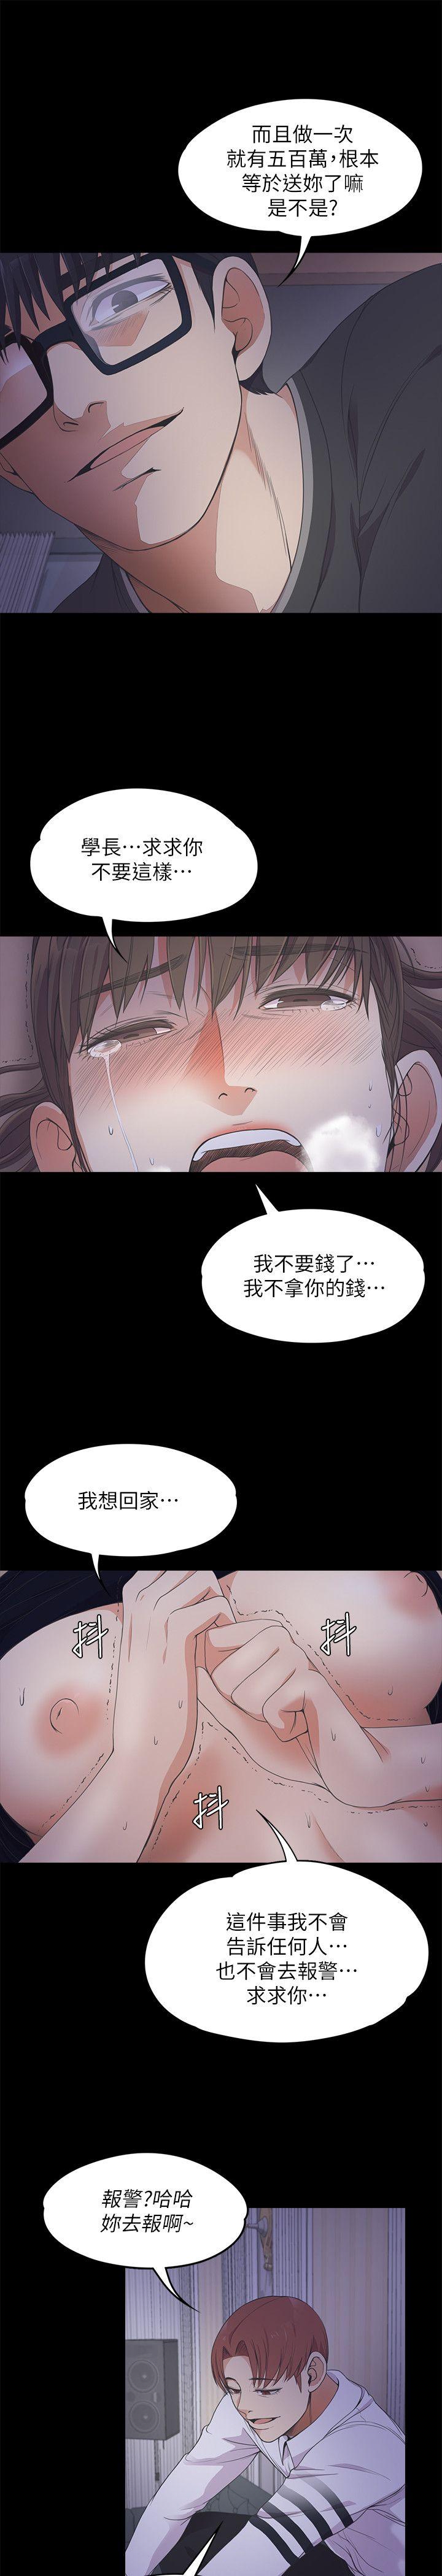 而且做一次
就有五百萬，根本
等於送妳了嘛
是不是？
學長…求求你
不要這樣…
我不要錢了…
我不拿你的錢…
我想回家…
抖
抖
抖
這件事我不會
告訴任何人…
也不會去報警…
求求你…
報警？哈哈
妳去報啊~